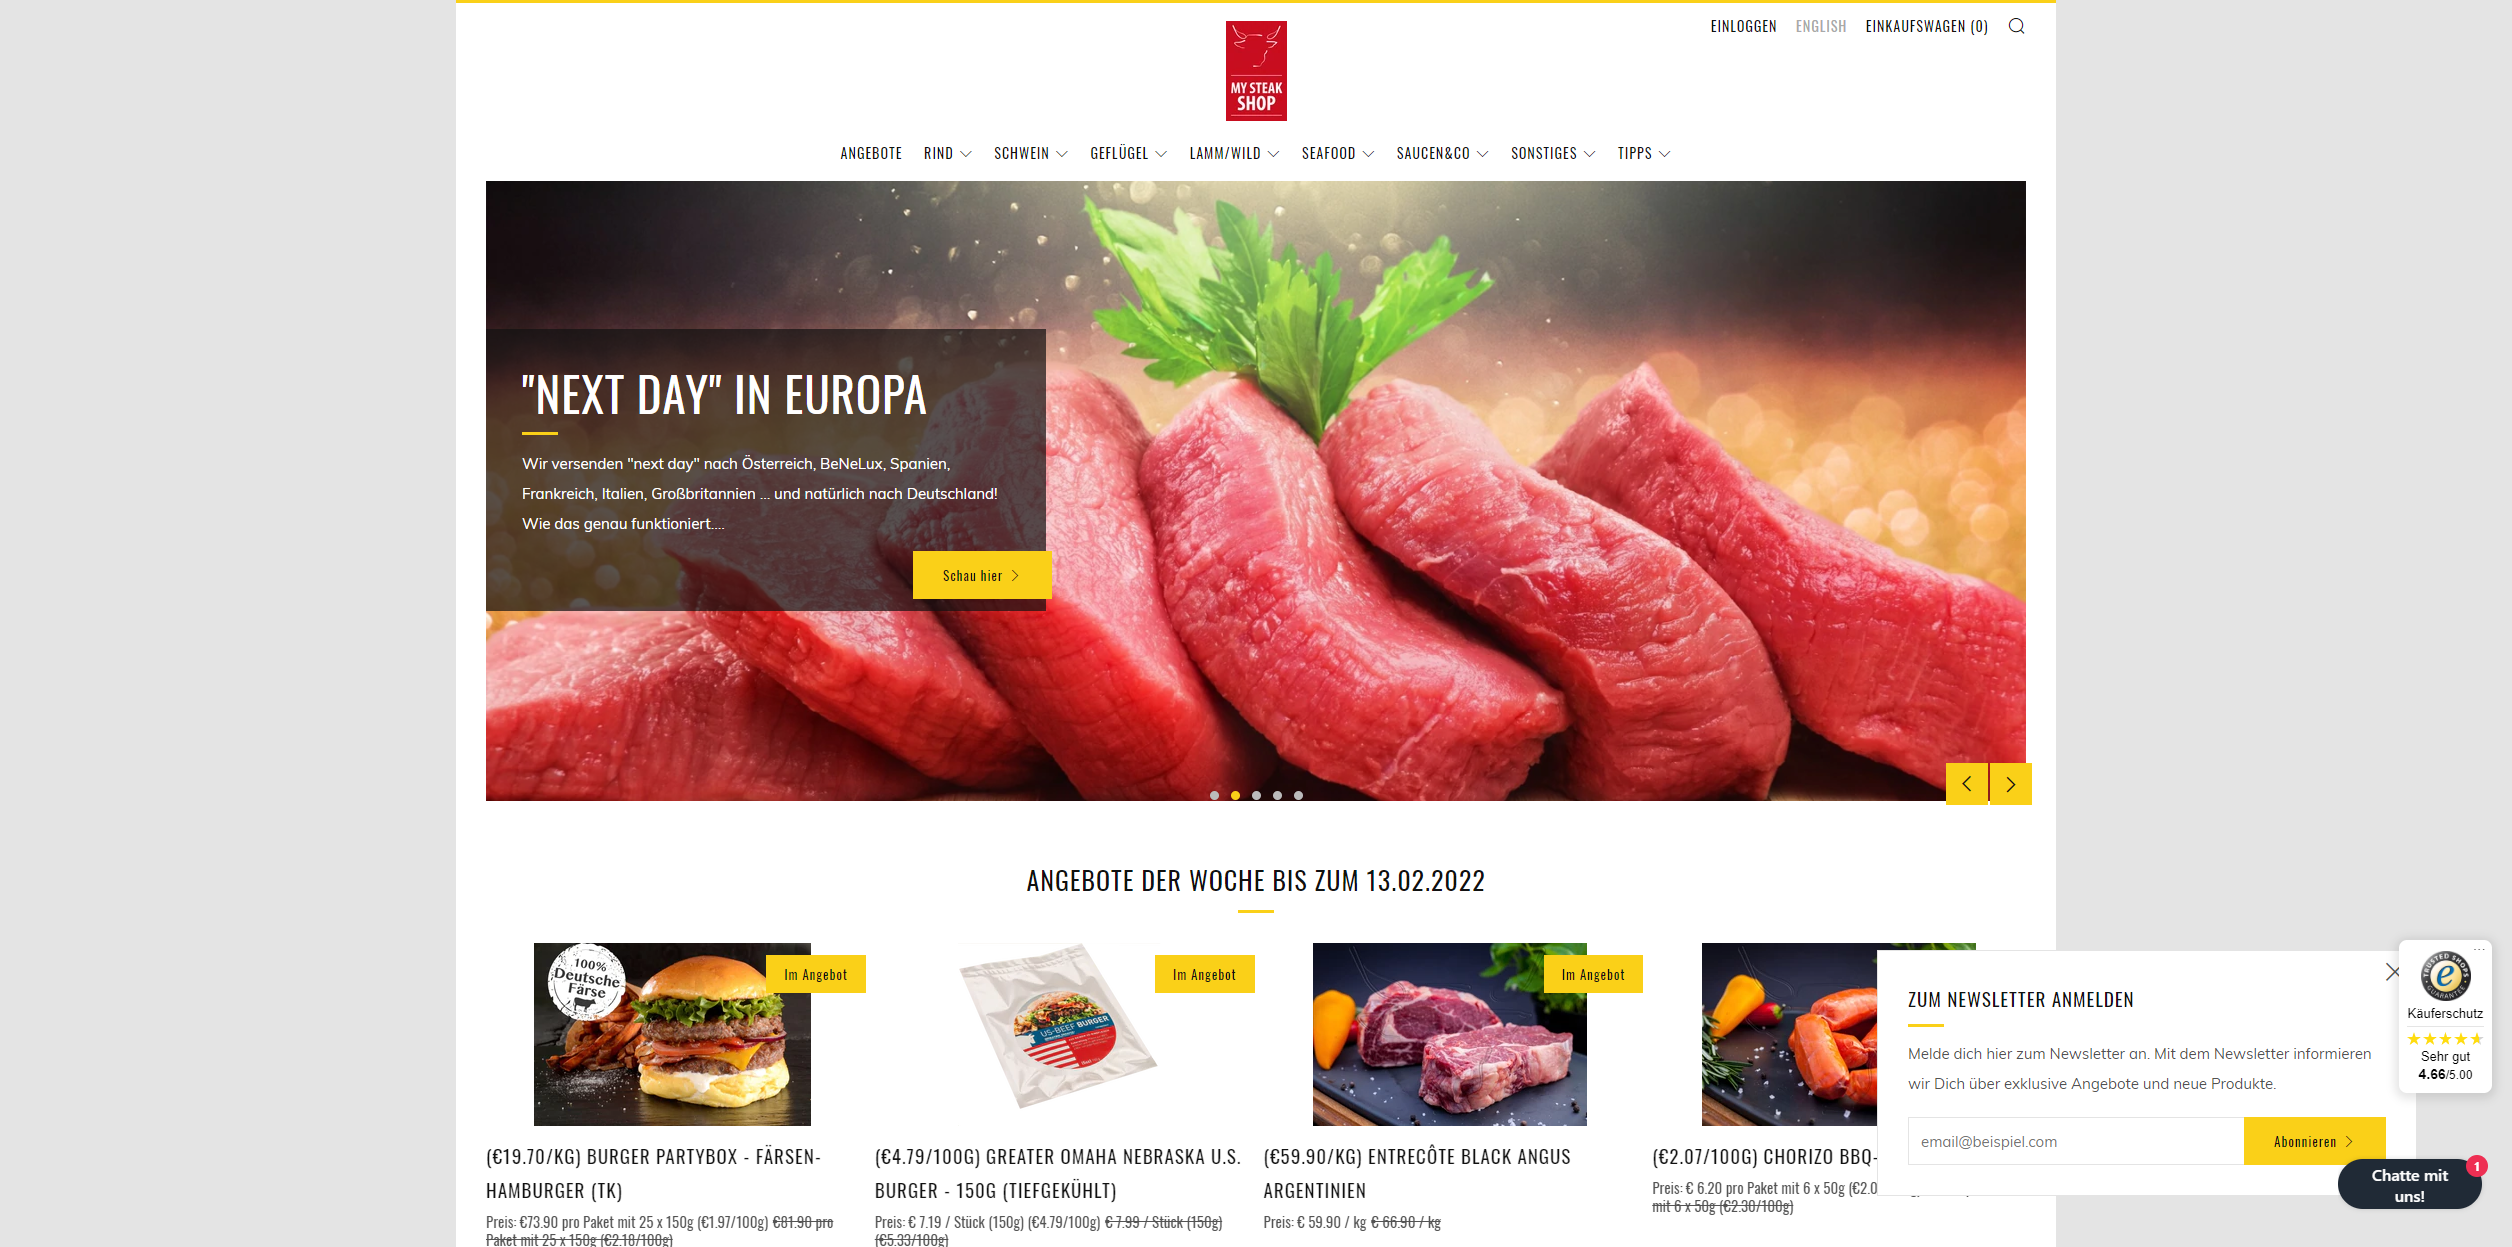 EINLOGGEN ENGLISH EINKAUFSWAGEN (0)
MY STEAK
SHOP
ANGEBOTE RIND SCHWEIN GEFLÜGEL LAMM/WILD SEAFOOD SAUCEN&CO SONSTIGES TIPPS
"NEXT DAY" IN EUROPA
Wir versenden "next day" nach Österreich, BeNeLux, Spanien,
Frankreich, Italien, Großbritannien ... und natürlich nach Deutschland!
Wie das genau funktioniert....
Schau hier
ANGEBOTE DER WOCHE BIS ZUM 13.02.2022
100%
Deutsche
Färse
Im Angebot
(€19.70/KG) BURGER PARTYBOX - FÄRSEN-
HAMBURGER (TK)
Preis: €73.90 pro Paket mit 25 x 150g (€1.97/100g) €81.90 pro
Paket mit 25 x 150g (€2.18/100g)
US-BEEF BURGER
Im Angebot
(€4.79/100G) GREATER OMAHA NEBRASKA U.S.
BURGER - 150G (TIEFGEKÜHLT)
Preis: € 7.19 / Stück (150g) (€4.79/100g) € 7.99 / Stück (150g)
(€5.33/100g)
Im Angebot
(€59.90/KG) ENTRECÔTE BLACK ANGUS
ARGENTINIEN
Preis: € 59.90 / kg € 66.90 / kg
(€2.07/100G) CHORIZO BBQ-
Preis: € 6.20 pro Paket mit 6 x 50g (€2.0
mit 6 x 50g (€2.30/100g)
ZUM NEWSLETTER ANMELDEN
Melde dich hier zum Newsletter an. Mit dem Newsletter informieren
wir Dich über exklusive Angebote und neue Produkte.
email@beispiel.com
Abonnieren
TRUSTED SHOPS
GUARANTEE
Käuferschutz
Sehr gut
4.66/5.00
Chatte mit
uns!
1